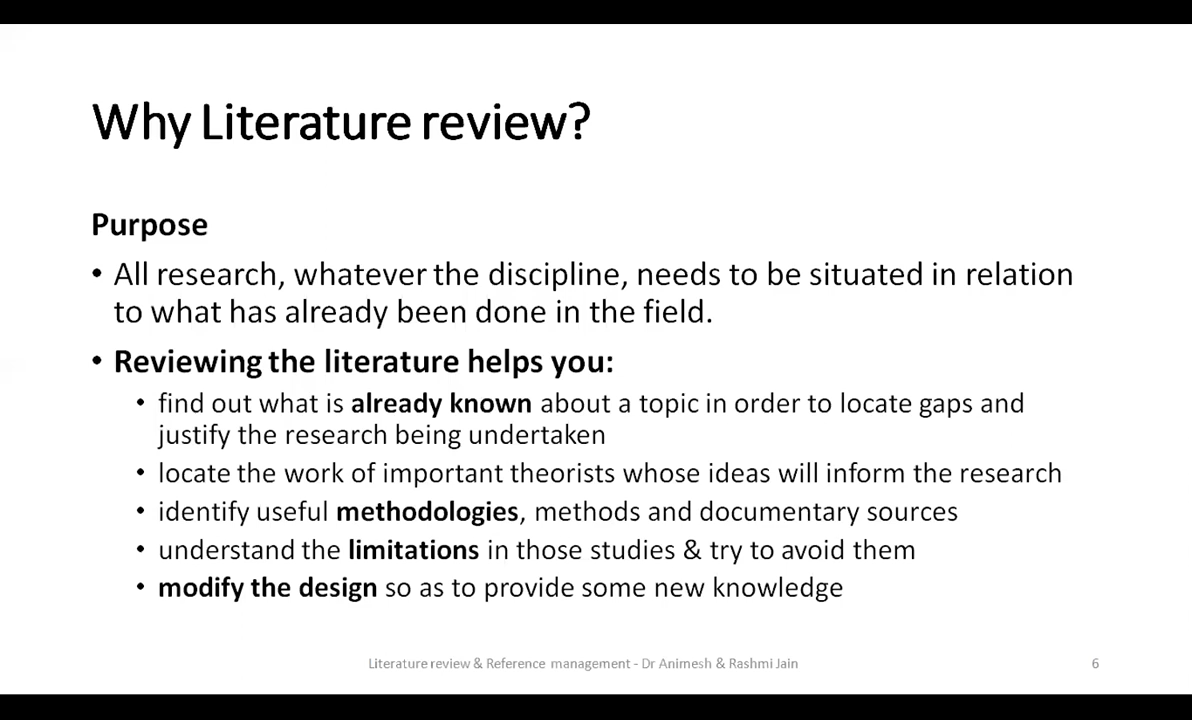 Why Literature review?
Purpose
• All research, whatever the discipline, needs to be situated in relation
to what has already been done in the field.
• Reviewing the literature helps you:
• find out what is already known about a topic in order to locate gaps and
justify the research being undertaken
• locate the work of important theorists whose ideas will inform the research
• identify useful methodologies, methods and documentary sources
• understand the limitations in those studies & try to avoid them
• modify the design so as to provide some new knowledge
Literature review & Reference management - Dr Animesh & Rashmi Jain
6